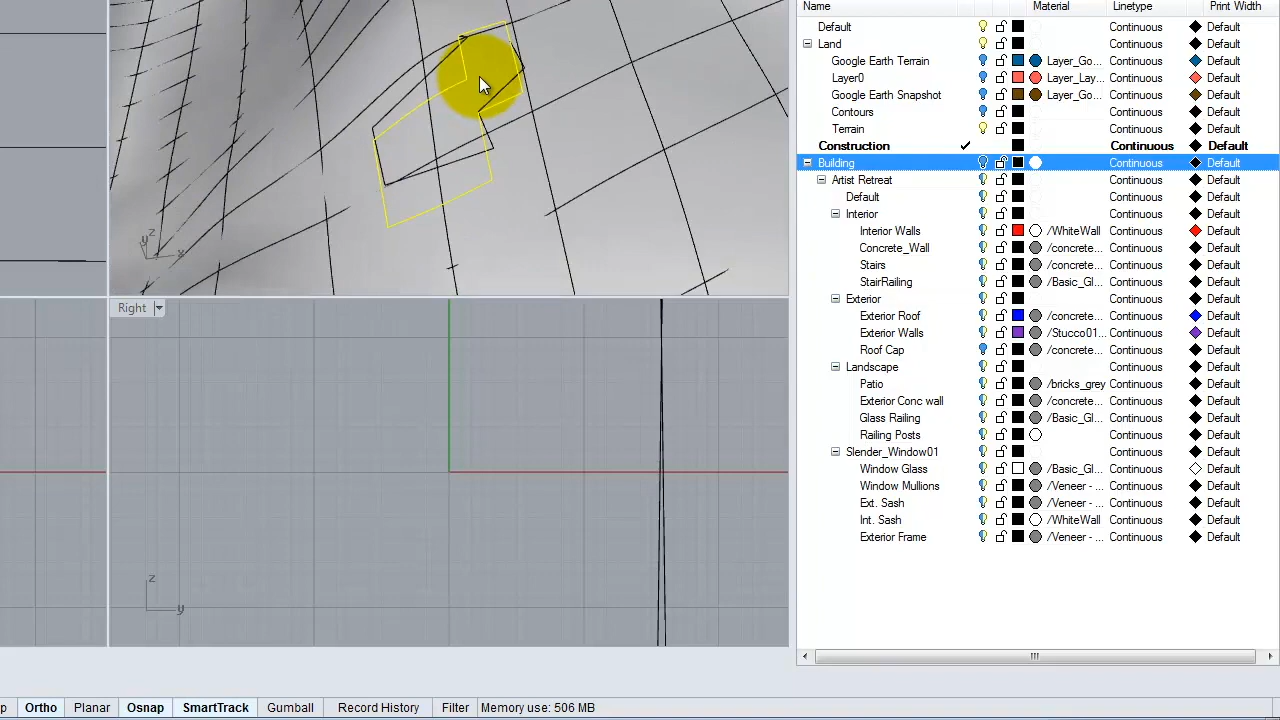 Name Material Linetype Print Width
Default Continuous Default
Land Continuous Default
Google Earth Terrain Layer_Go... Continuous Default
Layer0 Layer_Lay... Continuous Default
Google Earth Snapshot Layer_Go... Continuous Default
Contours Continuous Default
Terrain Continuous Default
Construction Continuous Default
Building Continuous Default
Artist Retreat Continuous Default
Default Continuous Default
Interior Continuous Default
Interior Walls /WhiteWall Continuous Default
Concrete_Wall /concrete... Continuous Default
Stairs /concrete... Continuous Default
StairRailing /Basic_Gl... Continuous Default
Exterior Continuous Default
Exterior Roof /concrete... Continuous Default
Exterior Walls /Stucco01... Continuous Default
Roof Cap /concrete... Continuous Default
Landscape Continuous Default
Patio /bricks_grey Continuous Default
Exterior Conc wall /concrete... Continuous Default
Glass Railing /Basic_Gl... Continuous Default
Railing Posts Continuous Default
Slender_Window01 Continuous Default
Window Glass /Basic_Gl... Continuous Default
Window Mullions /Veneer - ... Continuous Default
Ext. Sash /Veneer - ... Continuous Default
Int. Sash /WhiteWall Continuous Default
Exterior Frame /Veneer - ... Continuous Default
z
y
Right
z
y
p Ortho Planar Osnap SmartTrack Gumball Record History Filter Memory use: 506 MB